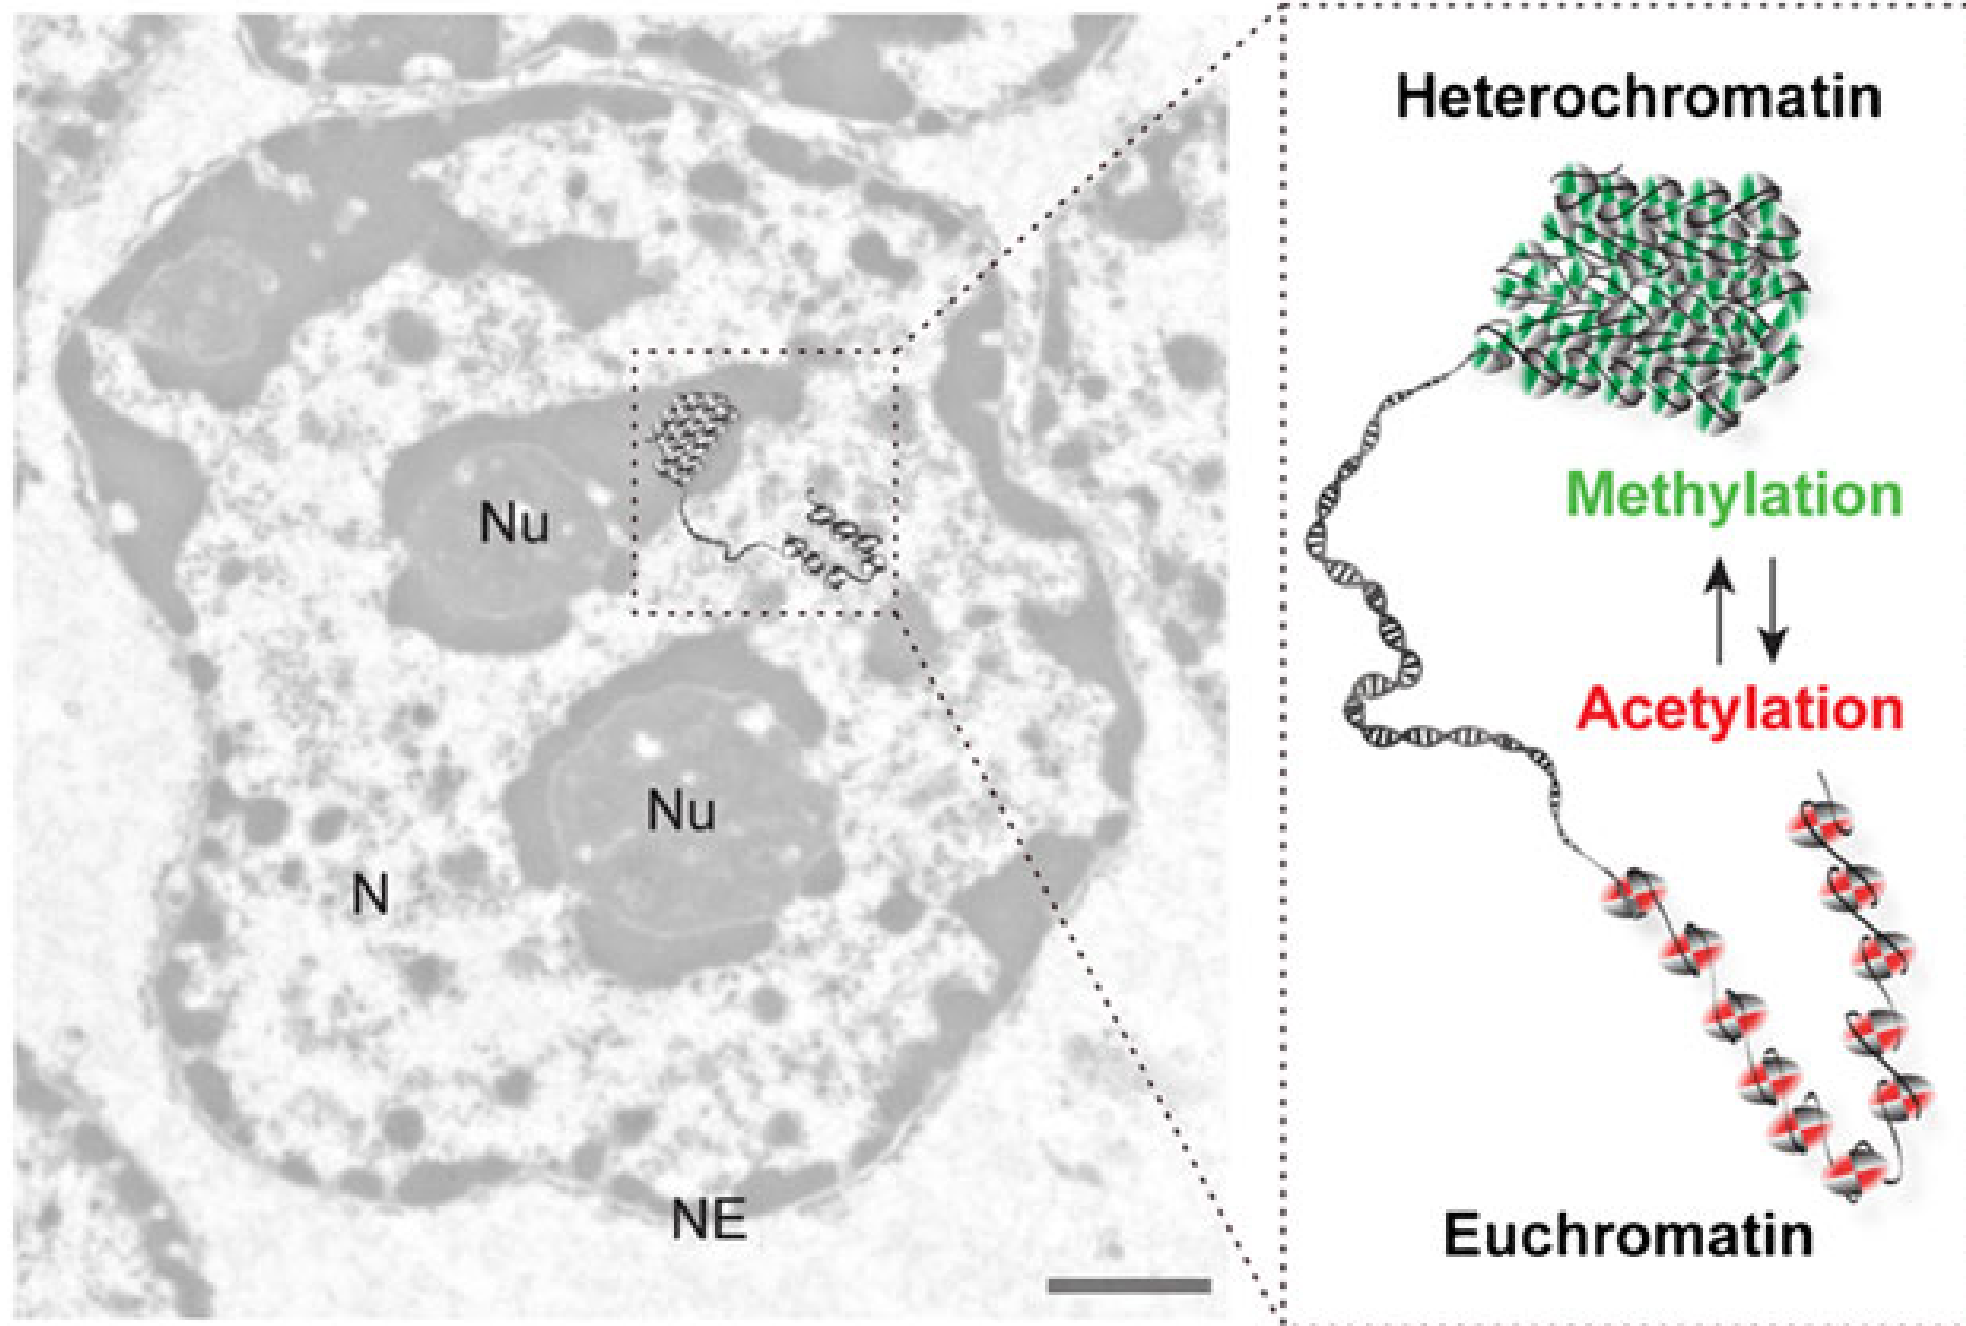 Nu
Nu
N
NE
Heterochromatin
Methylation
Acetylation
Euchromatin